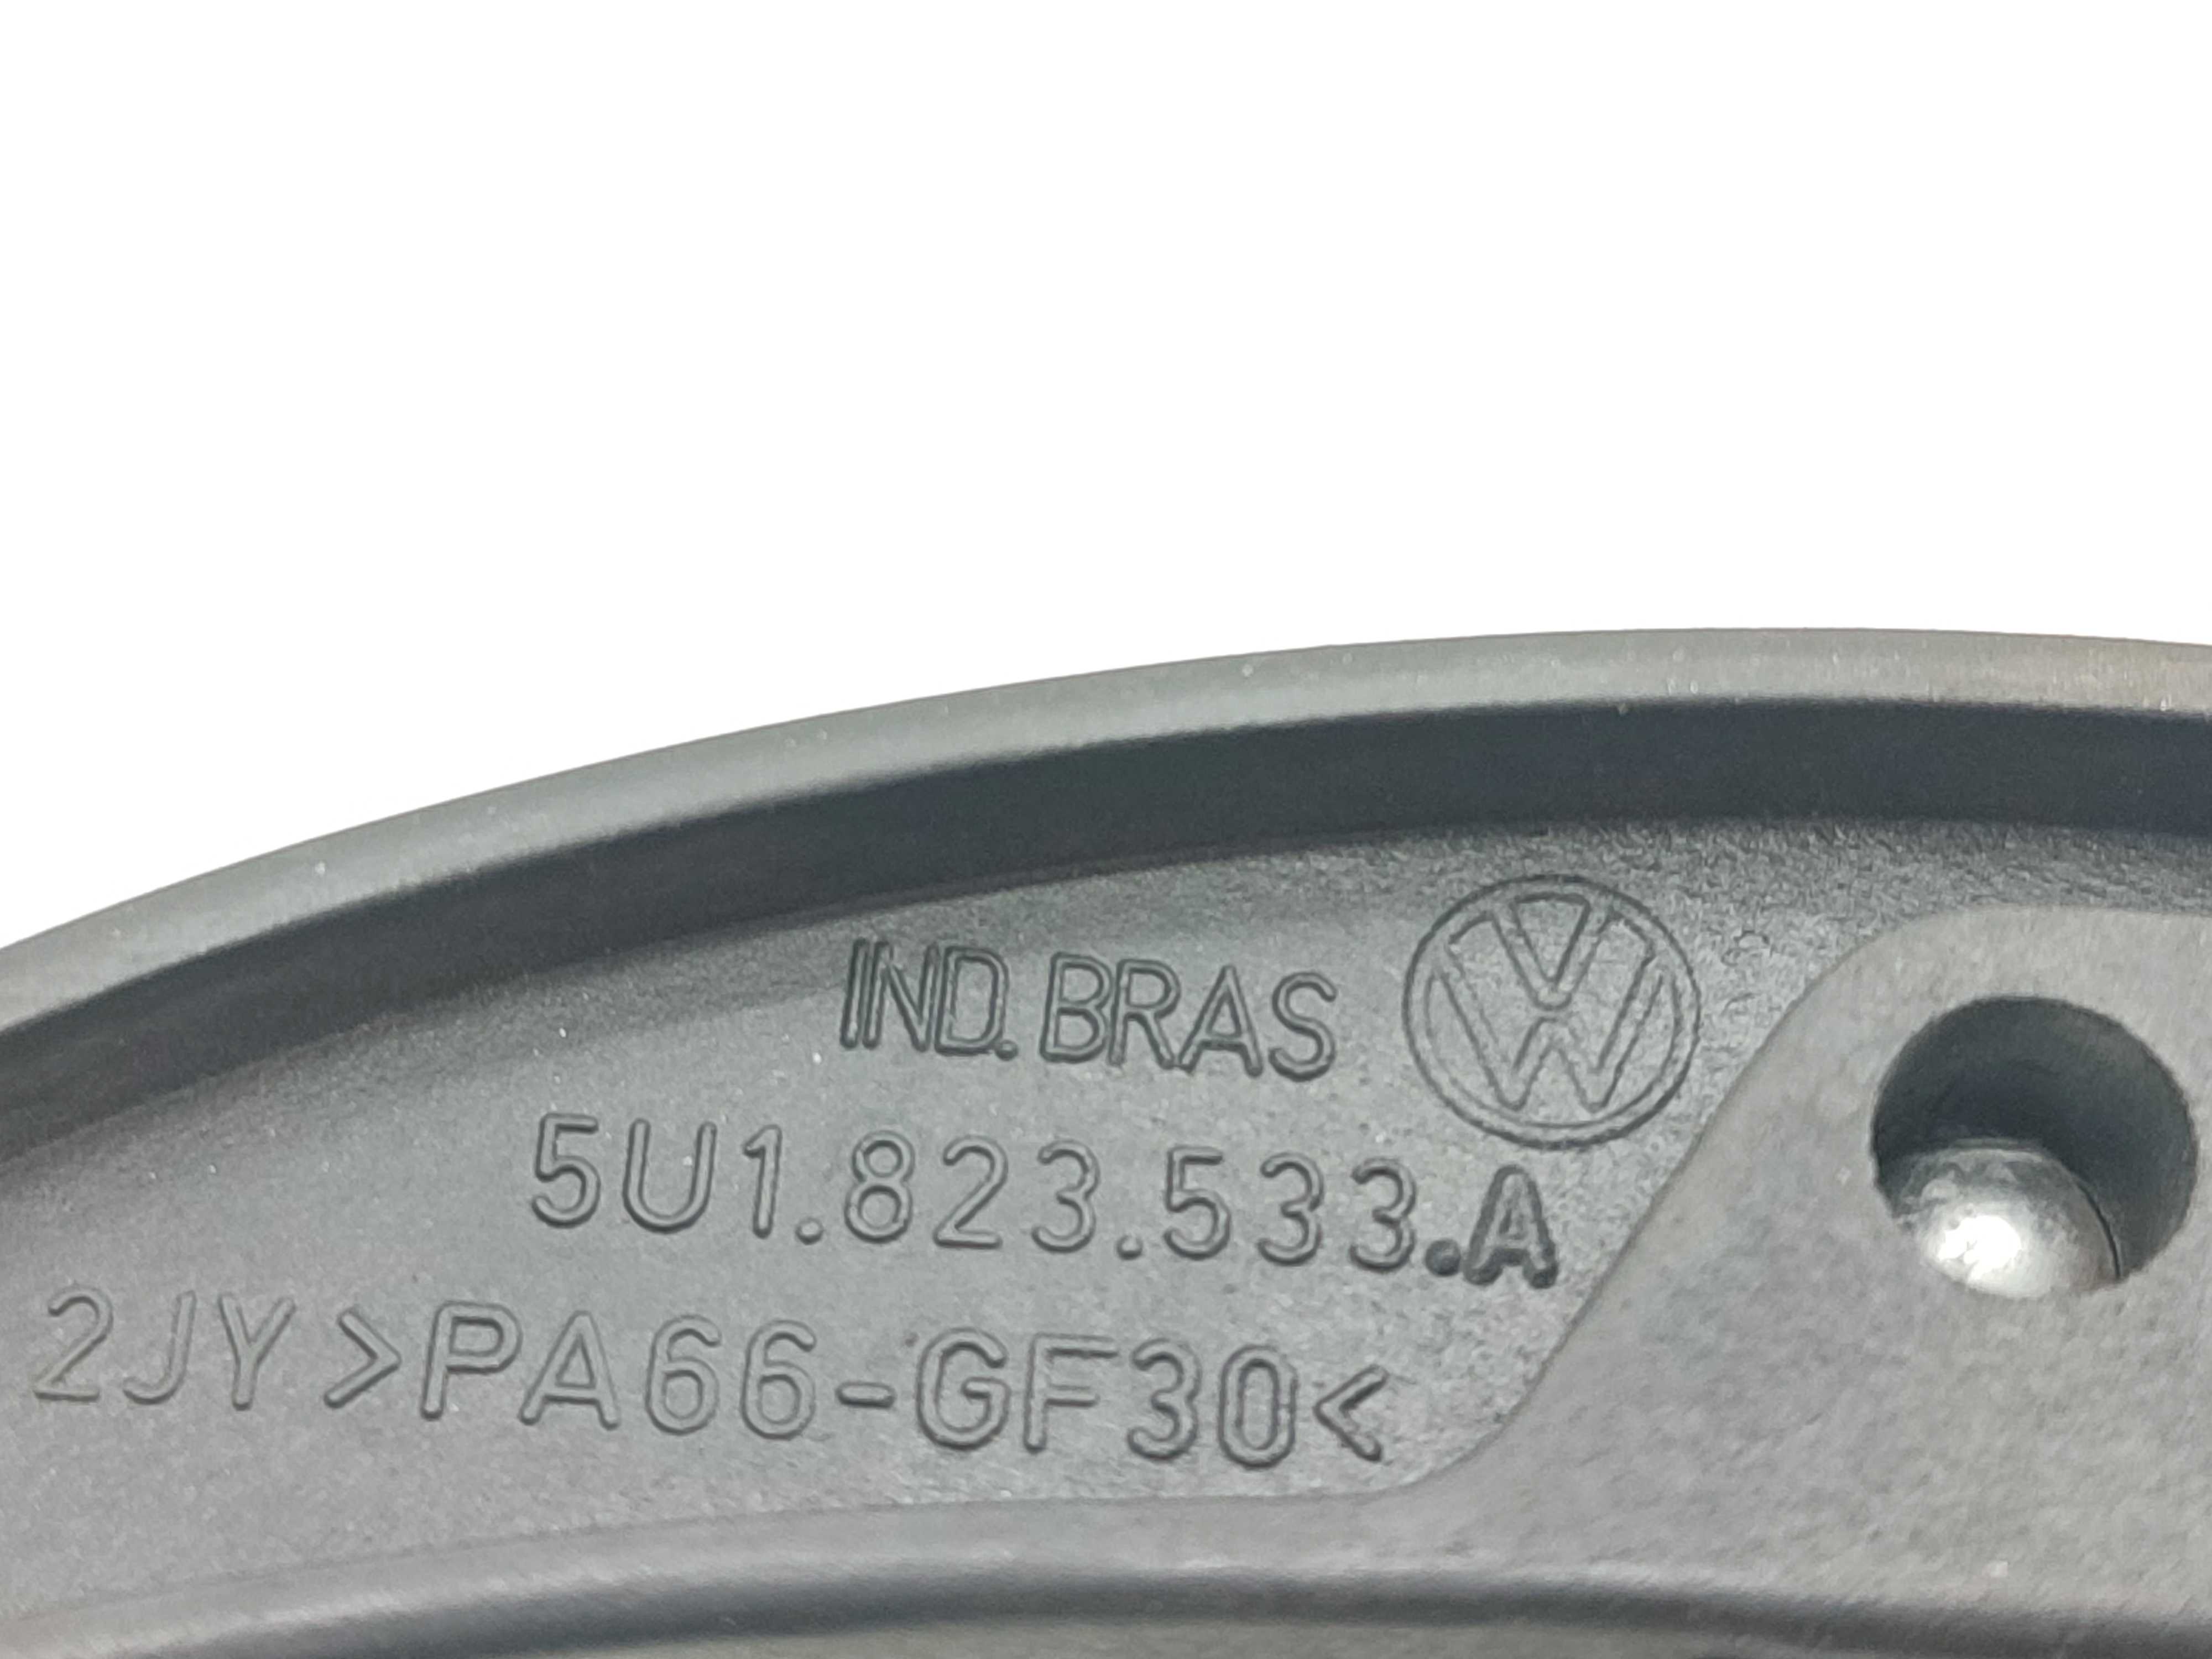 IND. BRAS
5U1.823.533.A
2JY >PA66-GF30<